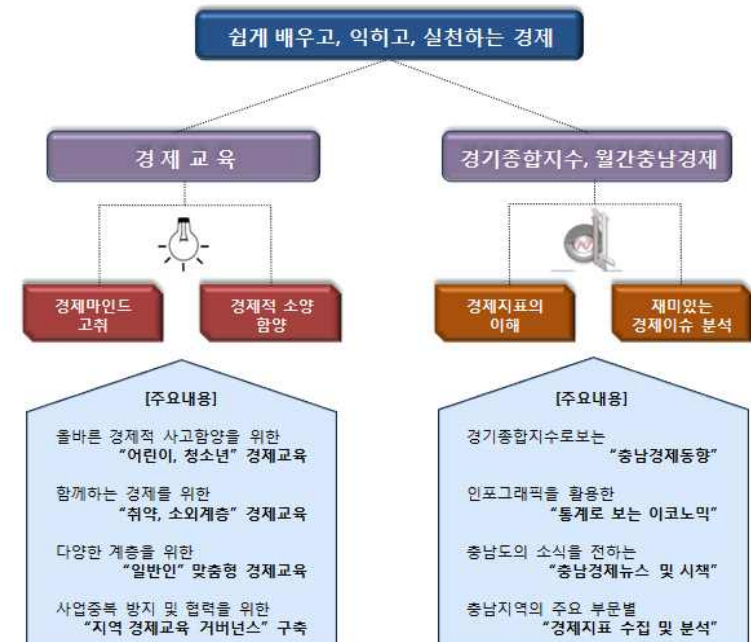 쉽게 배우고, 익히고, 실천하는 경제
경 제 교 육
경기종합지수, 월간충남경제
경제마인드
고취
경제적 소양
함양
경제지표의
이해
재미있는
경제이슈 분석
[주요내용]
올바른 경제적 사고함양을 위한
“어린이, 청소년” 경제교육
함께하는 경제를 위한
“취약, 소외계층” 경제교육
다양한 계층을 위한
“일반인” 맞춤형 경제교육
사업중복 방지 및 협력을 위한
“지역 경제교육 거버넌스” 구축
[주요내용]
경기종합지수로보는
“충남경제동향”
인포그래픽을 활용한
“통계로 보는 이코노믹”
충남도의 소식을 전하는
“충남경제뉴스 및 시책”
충남지역의 주요 부문별
“경제지표 수집 및 분석”